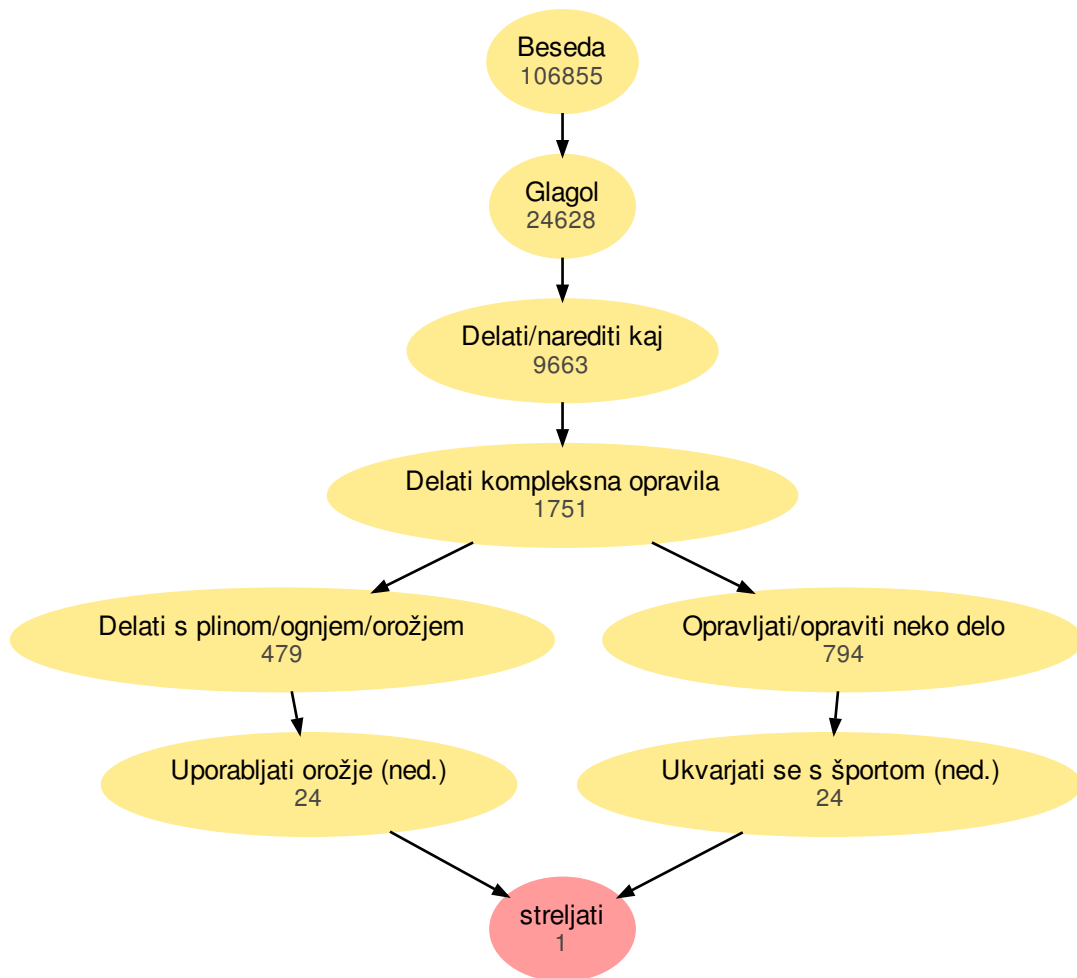 Beseda
106855
Glagol
24628
Delati/narediti kaj
9663
Delati kompleksna opravila
1751
Delati s plinom/ognjem/orožjem
479
Opravljati/opraviti neko delo
794
Uporabljati orožje (ned.)
24
Ukvarjati se s športom (ned.)
24
streljati
1